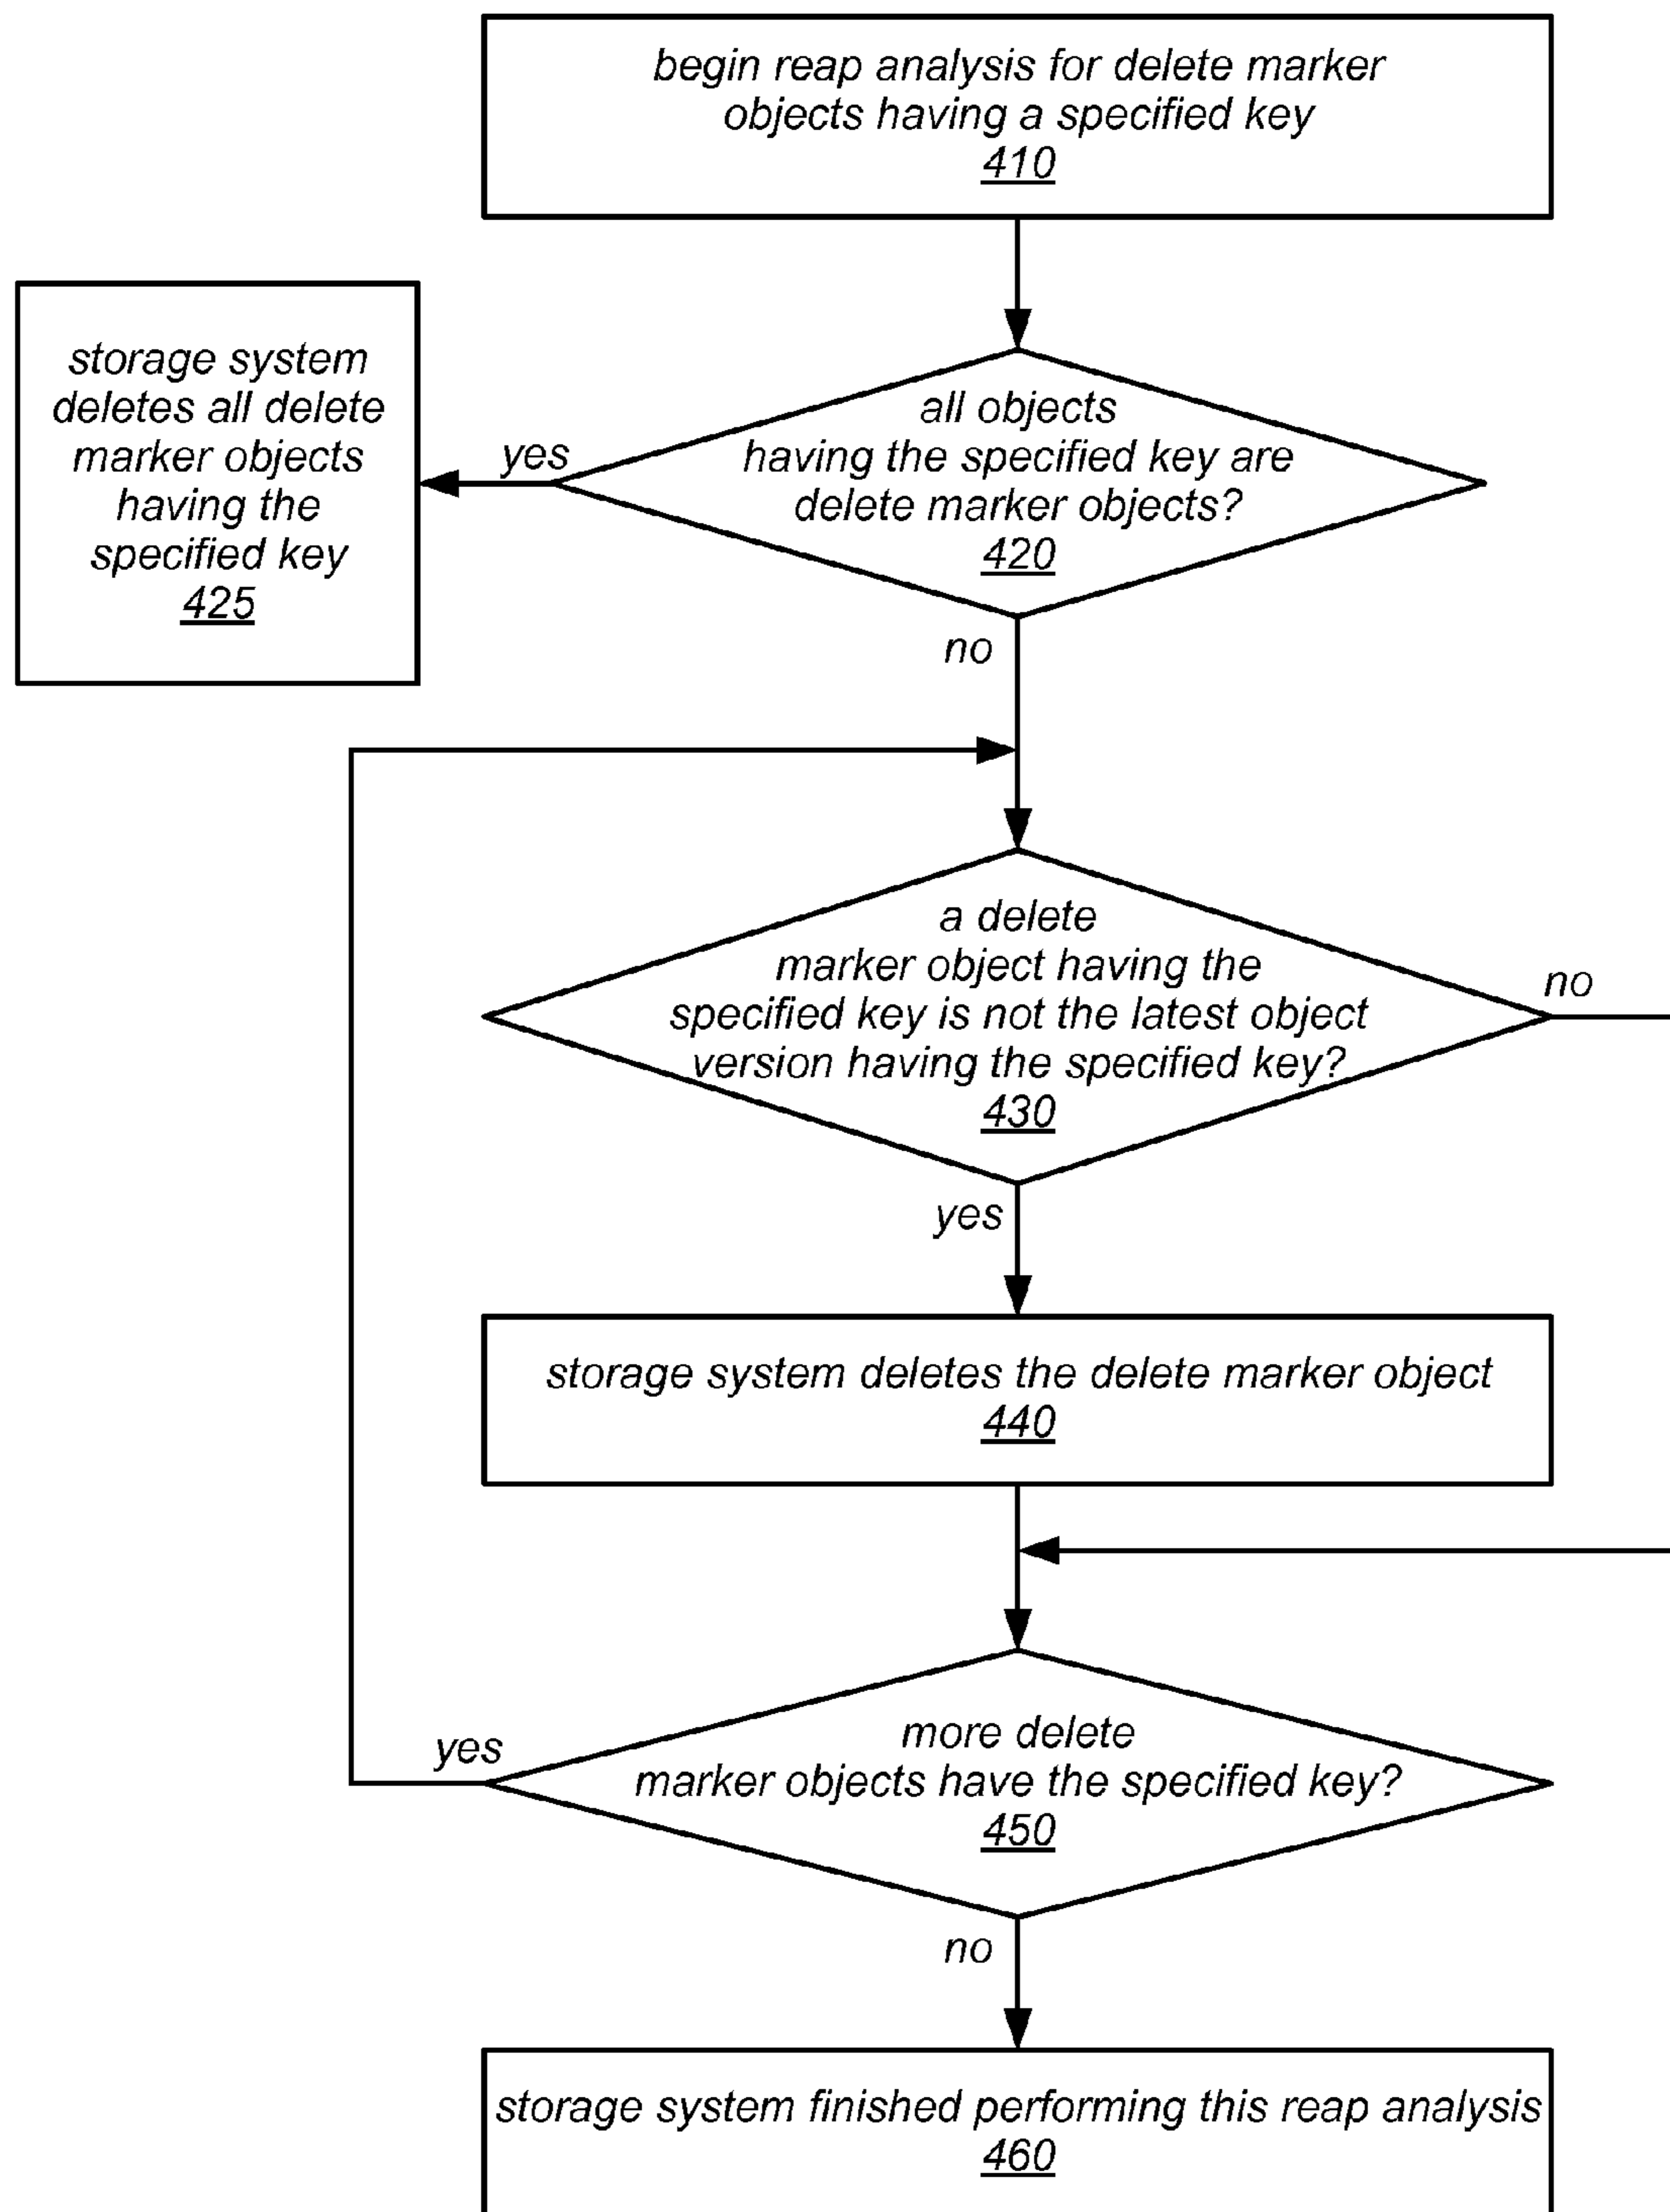 begin reap analysis for delete marker
objects having a specified key
410
all objects
having the specified key are
delete marker objects?
420
yes
storage system
deletes all delete
marker objects
having the
specified key
425
no
a delete
marker object having the
specified key is not the latest object
version having the specified key?
430
no
yes
storage system deletes the delete marker object
440
more delete
marker objects have the specified key?
450
yes
no
storage system finished performing this reap analysis
460